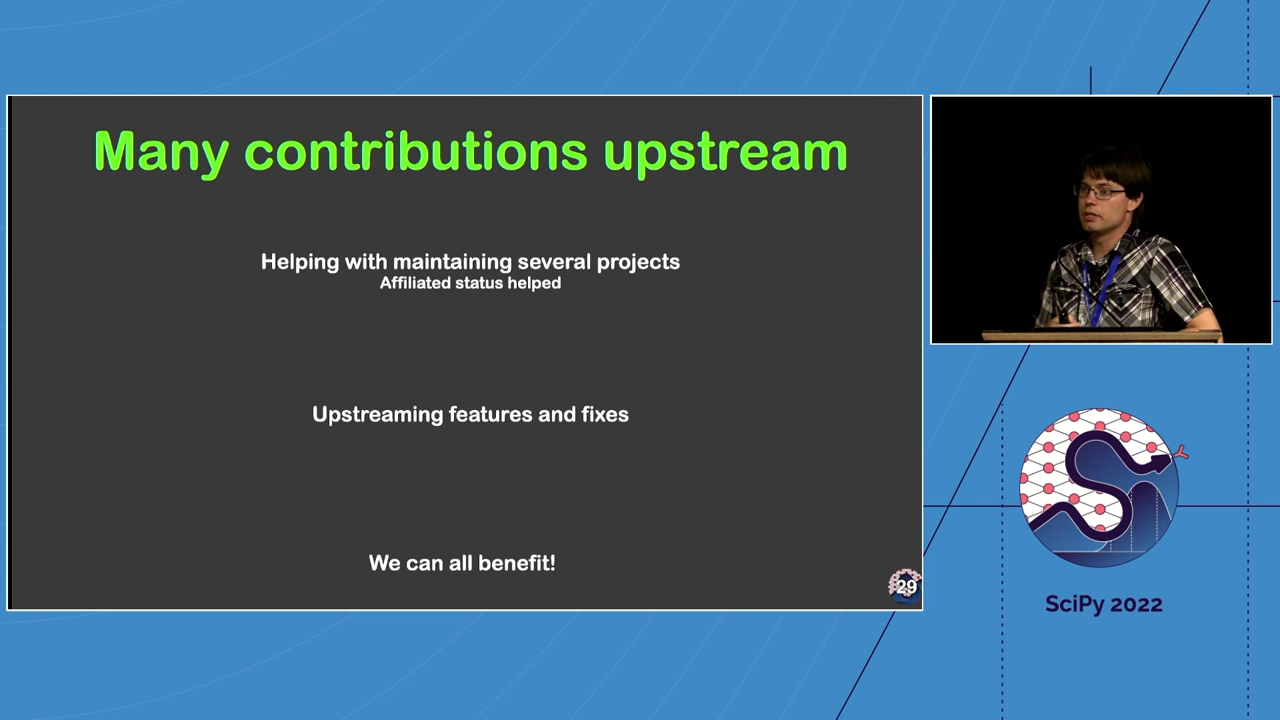 Many contributions upstream
Helping with maintaining several projects
Affiliated status helped
Upstreaming features and fixes
We can all benefit!
29
SciPy 2022